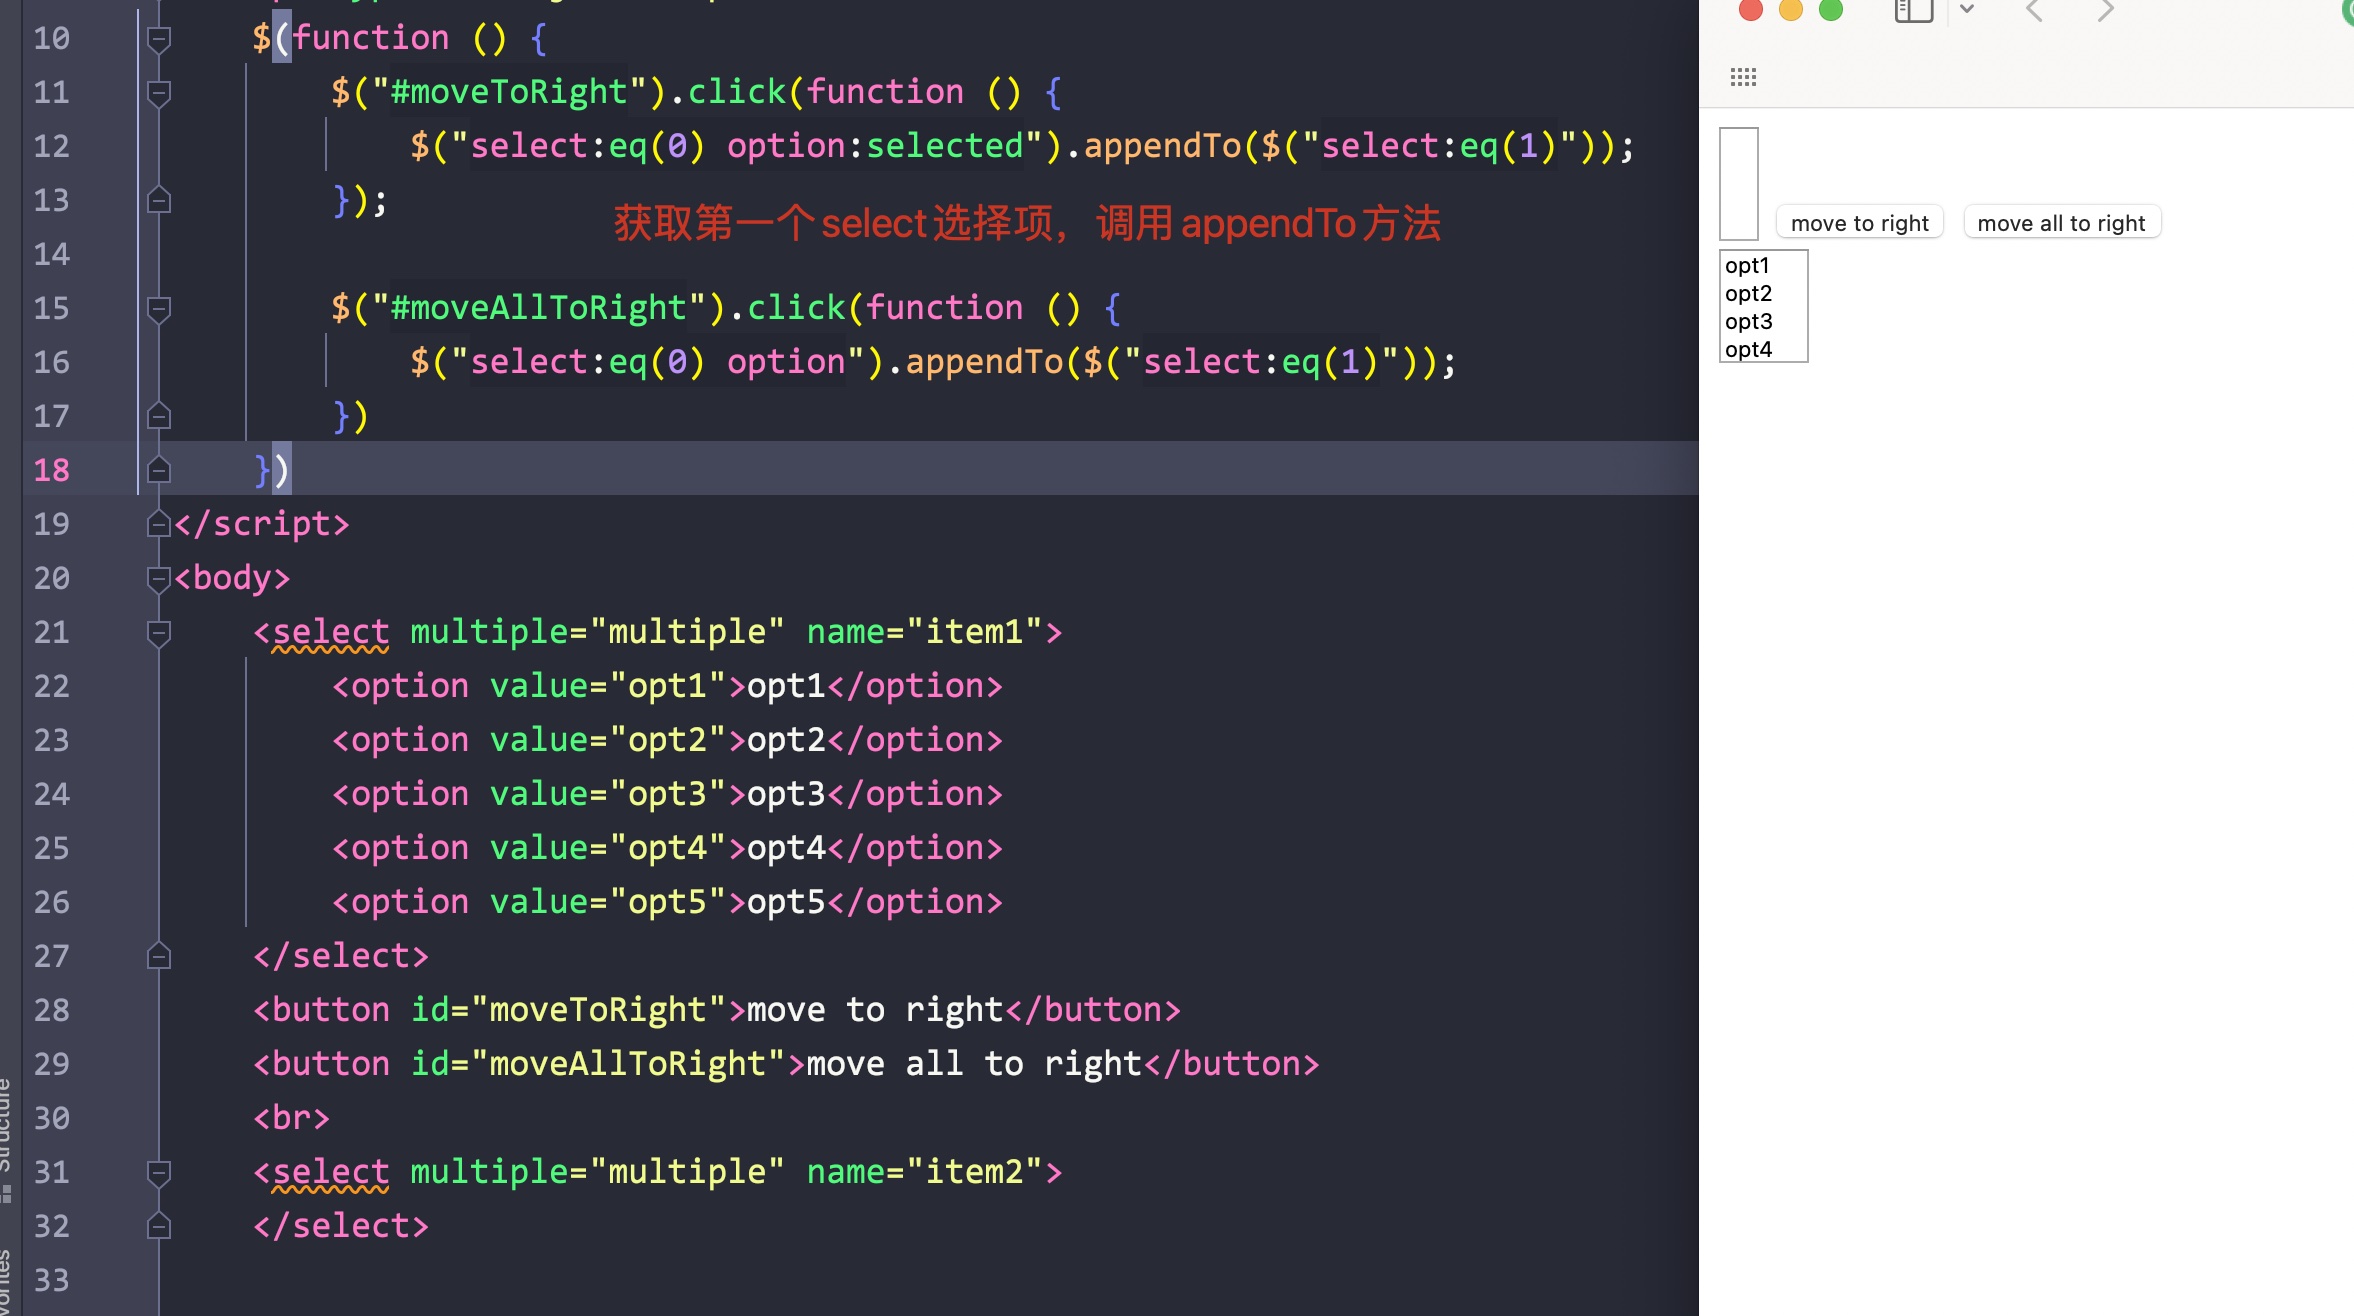 10 $(function () {
11 $("#moveToRight").click(function () {
12 $("select:eq(0) option:selected").appendTo($("select:eq(1)"));
13 });
获取第一个select选择项，调用appendTo方法
14
15 $("#moveAllToRight").click(function () {
16 $("select:eq(0) option").appendTo($("select:eq(1)"));
17 })
18 })
19 </script>
20 <body>
21 <select multiple="multiple" name="item1">
22 <option value="opt1">opt1</option>
23 <option value="opt2">opt2</option>
24 <option value="opt3">opt3</option>
25 <option value="opt4">opt4</option>
26 <option value="opt5">opt5</option>
27 </select>
28 <button id="moveToRight">move to right</button>
29 <button id="moveAllToRight">move all to right</button>
30 <br>
31 <select multiple="multiple" name="item2">
32 </select>
33
Structure
move to right
move all to right
opt1
opt2
opt3
opt4